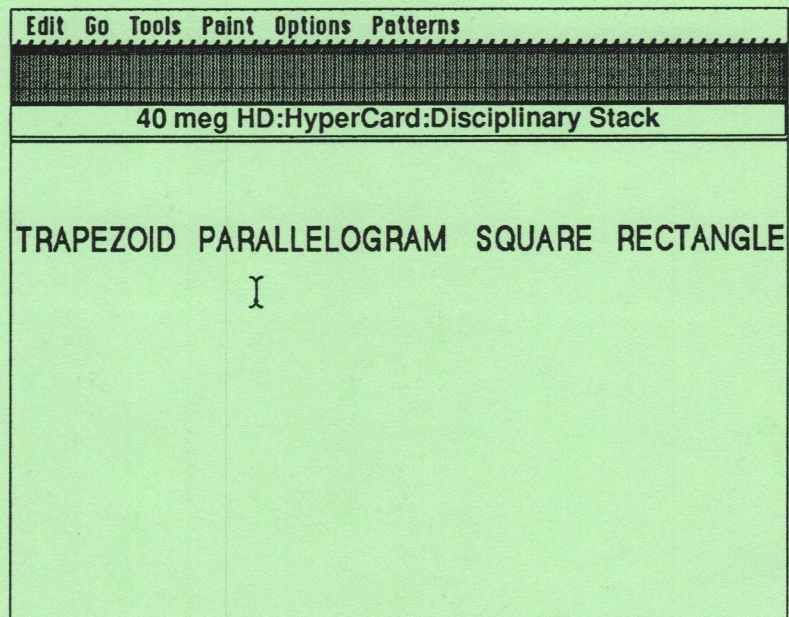 Edit Go Tools Paint Options Patterns
40 meg HD:HyperCard:Disciplinary Stack
TRAPEZOID PARALLELOGRAM SQUARE RECTANGLE